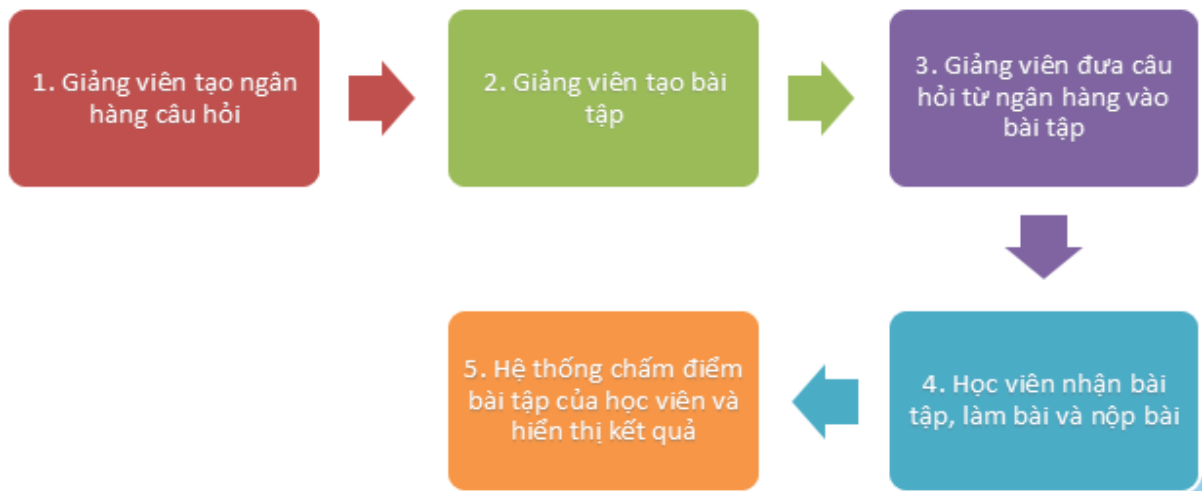 1. Giảng viên tạo ngân
hàng câu hỏi
2. Giảng viên tạo bài
tập
3. Giảng viên đưa câu
hỏi từ ngân hàng vào
bài tập
4. Học viên nhận bài
tập, làm bài và nộp bài
5. Hệ thống chấm điểm
bài tập của học viên và
hiển thị kết quả